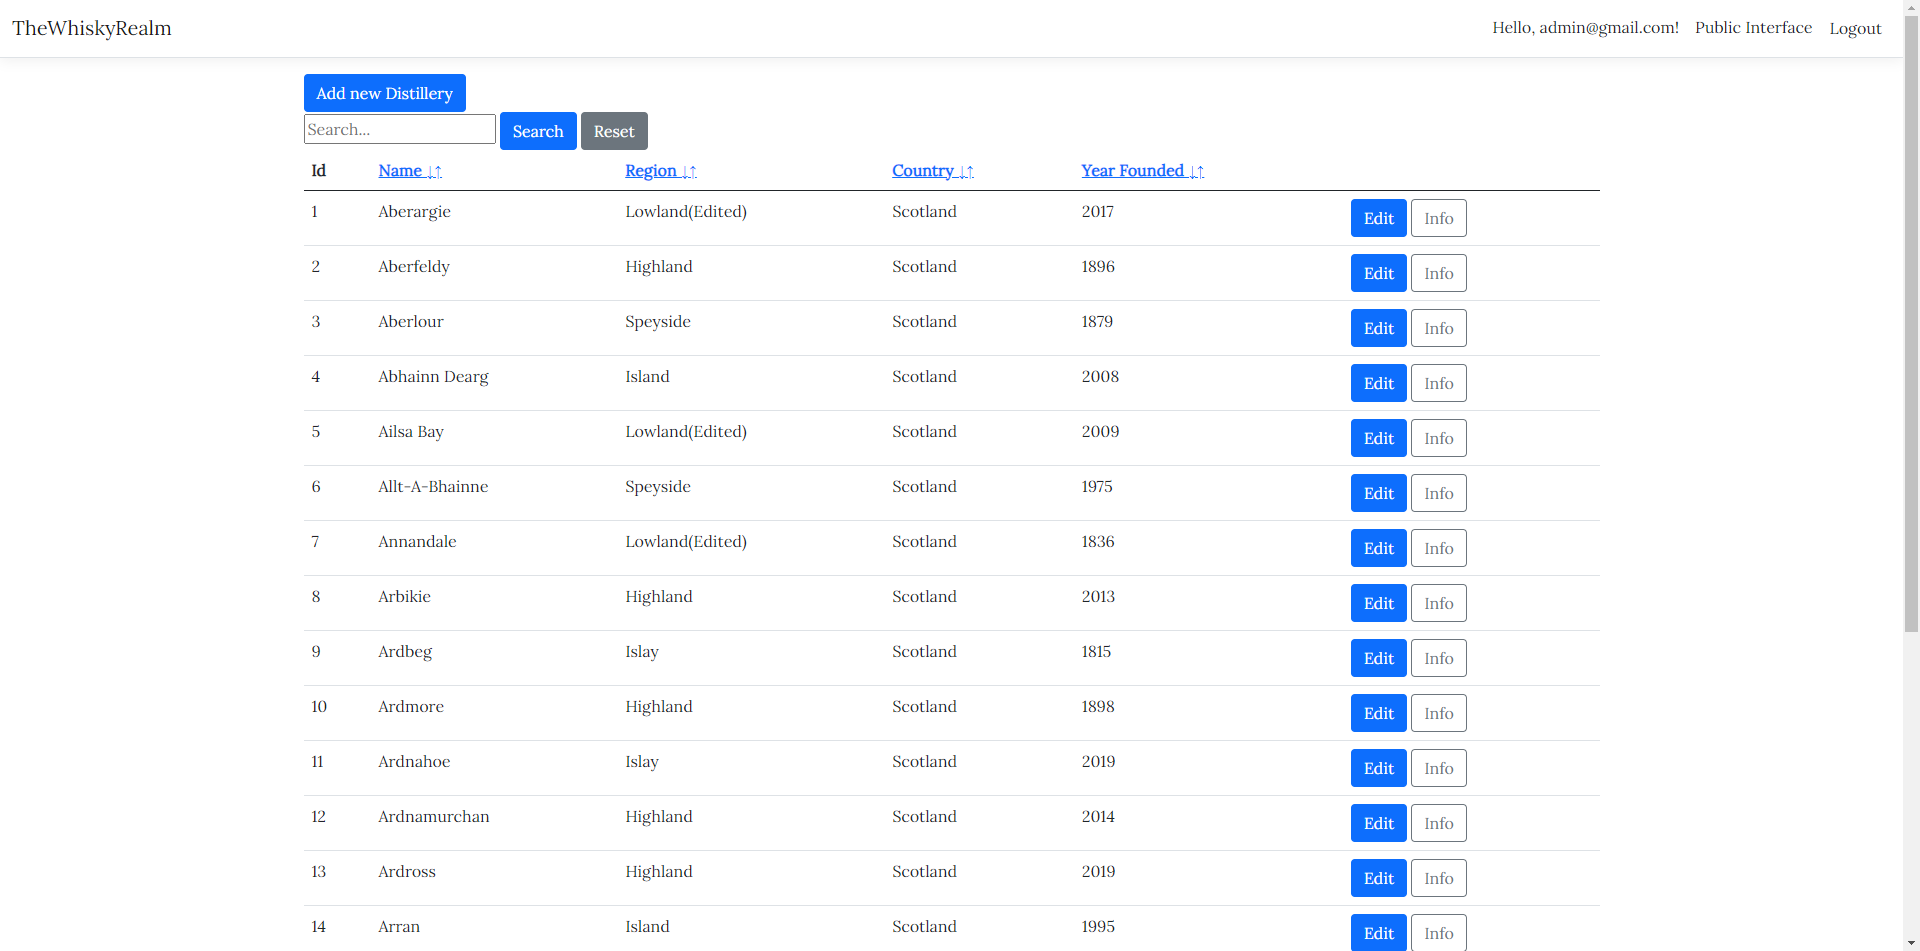 TheWhiskyRealm Hello, admin@gmail.com! Public Interface Logout
Add new Distillery
Search... Search Reset
Id Name ↓↑ Region ↓↑ Country ↓↑ Year Founded ↓↑
1 Aberargie Lowland(Edited) Scotland 2017 Edit Info
2 Aberfeldy Highland Scotland 1896 Edit Info
3 Aberlour Speyside Scotland 1879 Edit Info
4 Abhainn Dearg Island Scotland 2008 Edit Info
5 Ailsa Bay Lowland(Edited) Scotland 2009 Edit Info
6 Allt-A-Bhainne Speyside Scotland 1975 Edit Info
7 Annandale Lowland(Edited) Scotland 1836 Edit Info
8 Arbikie Highland Scotland 2013 Edit Info
9 Ardbeg Islay Scotland 1815 Edit Info
10 Ardmore Highland Scotland 1898 Edit Info
11 Ardnahoe Islay Scotland 2019 Edit Info
12 Ardnamurchan Highland Scotland 2014 Edit Info
13 Ardross Highland Scotland 2019 Edit Info
14 Arran Island Scotland 1995 Edit Info